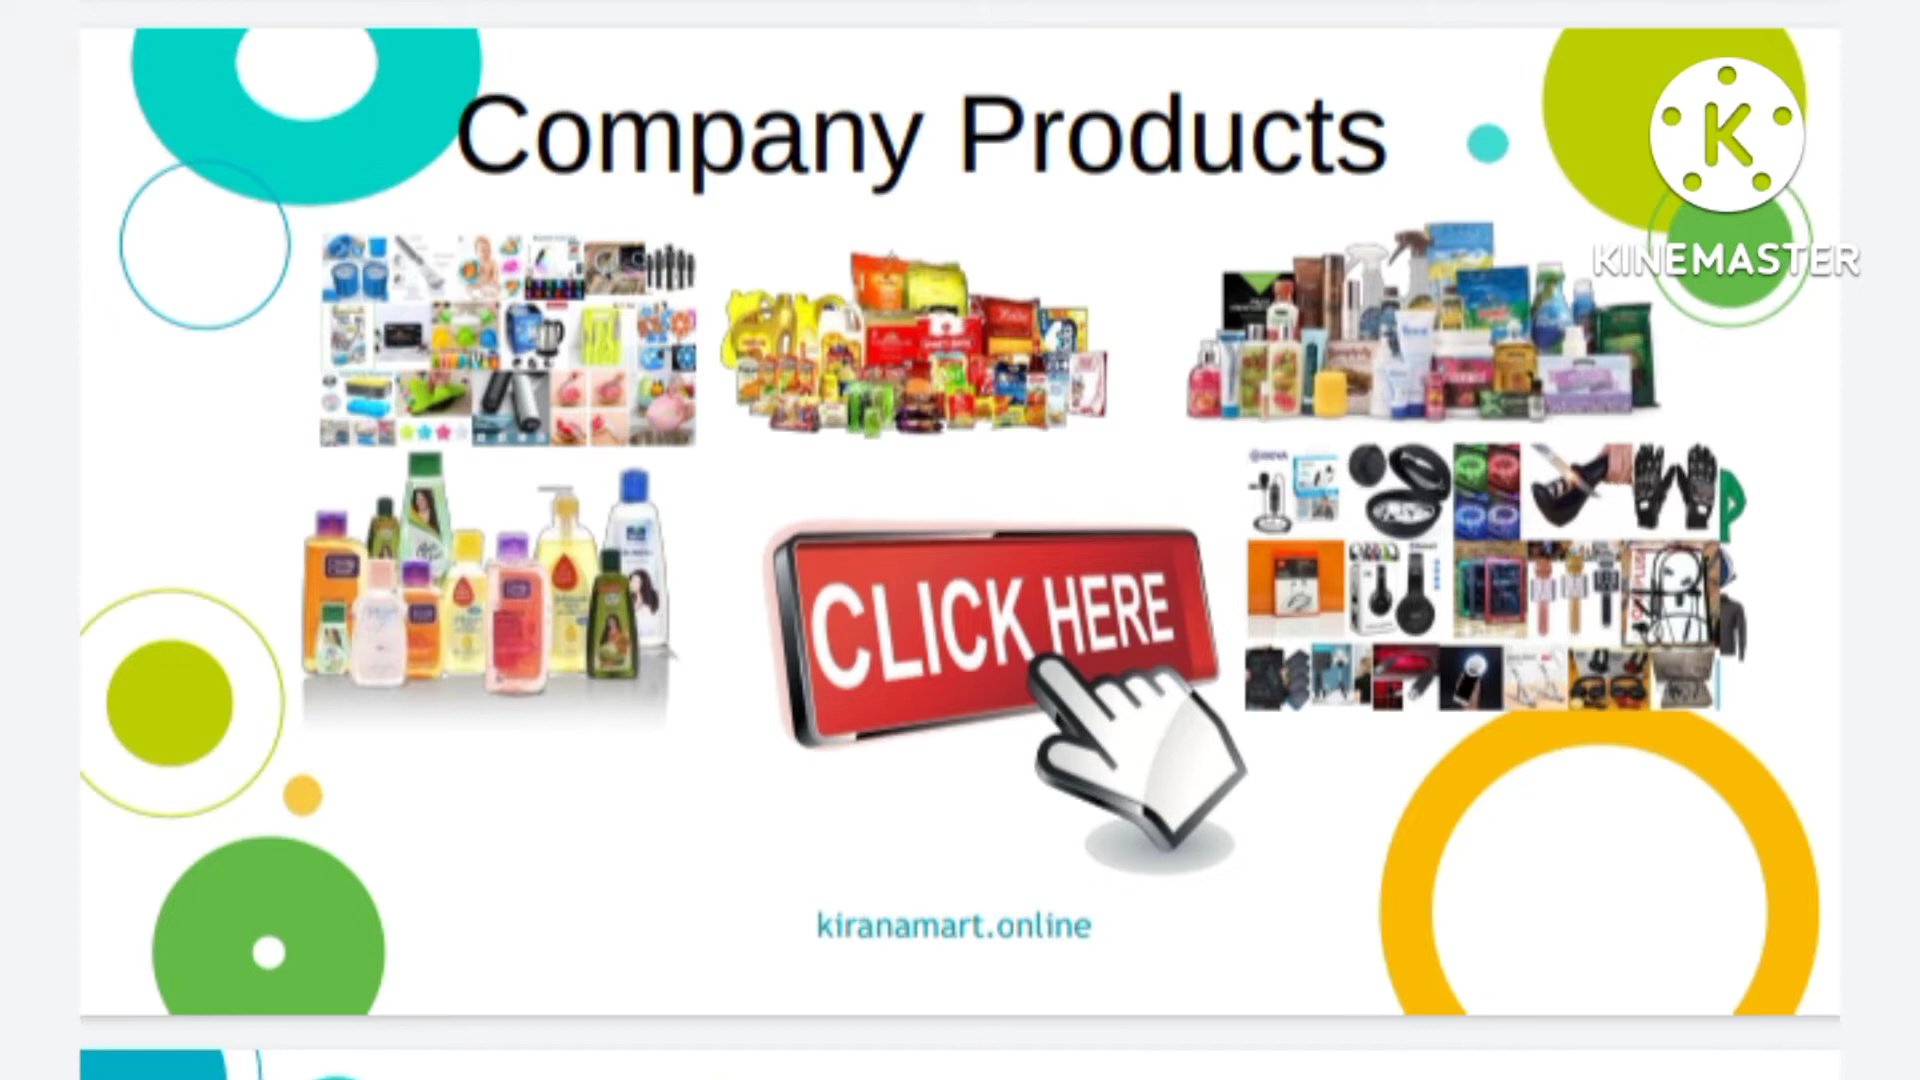 Company Products
K
KINEMASTER
CLICK HERE
kiranamart.online